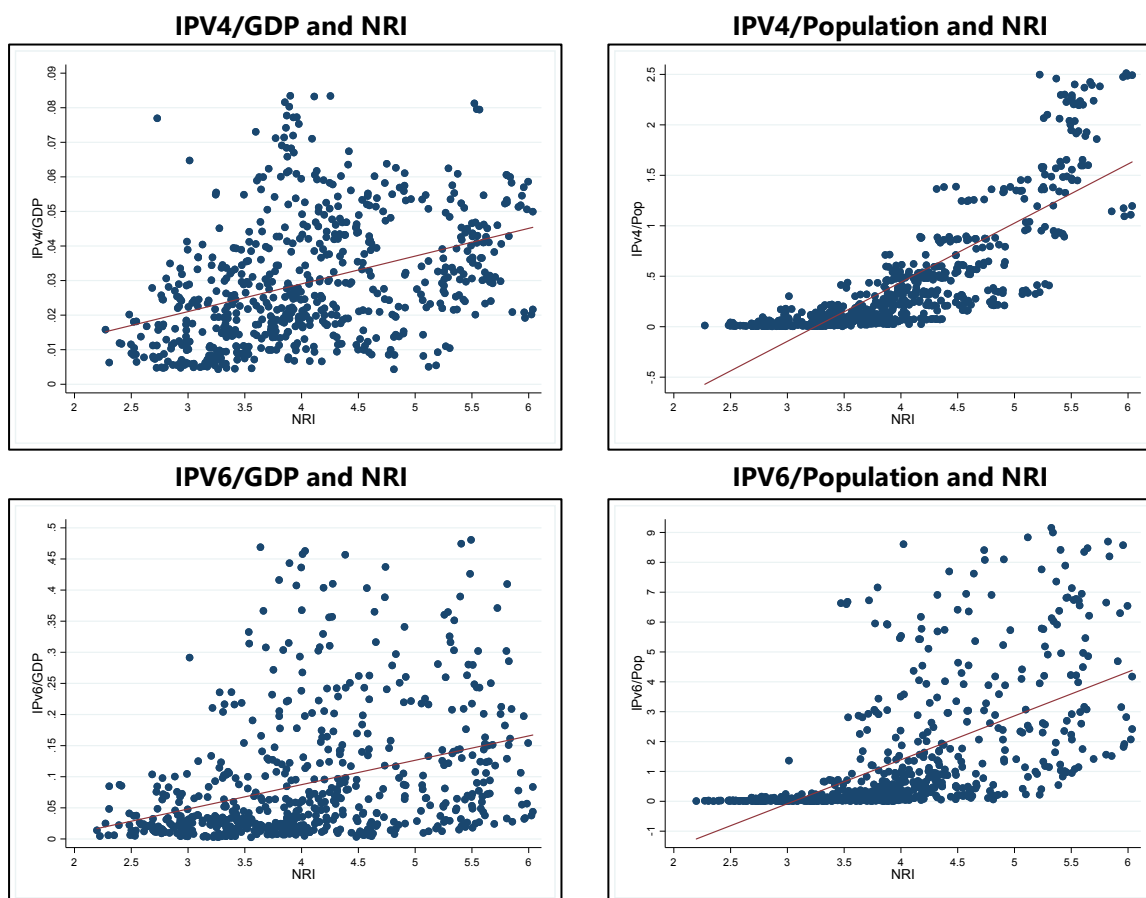 IPV4/GDP and NRI
IPv4/GDP
.09
.08
.07
.06
.05
.04
.03
.02
.01
0
2 2.5 3 3.5 4 4.5 5 5.5 6
NRI
IPV4/Population and NRI
IPv4/Pop
2.5
2
1.5
1
.5
0
-.5
2 2.5 3 3.5 4 4.5 5 5.5 6
NRI
IPV6/GDP and NRI
IPv6/GDP
.5
.45
.4
.35
.3
.25
.2
.15
.1
.05
0
2 2.5 3 3.5 4 4.5 5 5.5 6
NRI
IPV6/Population and NRI
IPv6/Pop
9
8
7
6
5
4
3
2
1
0
-1
2 2.5 3 3.5 4 4.5 5 5.5 6
NRI